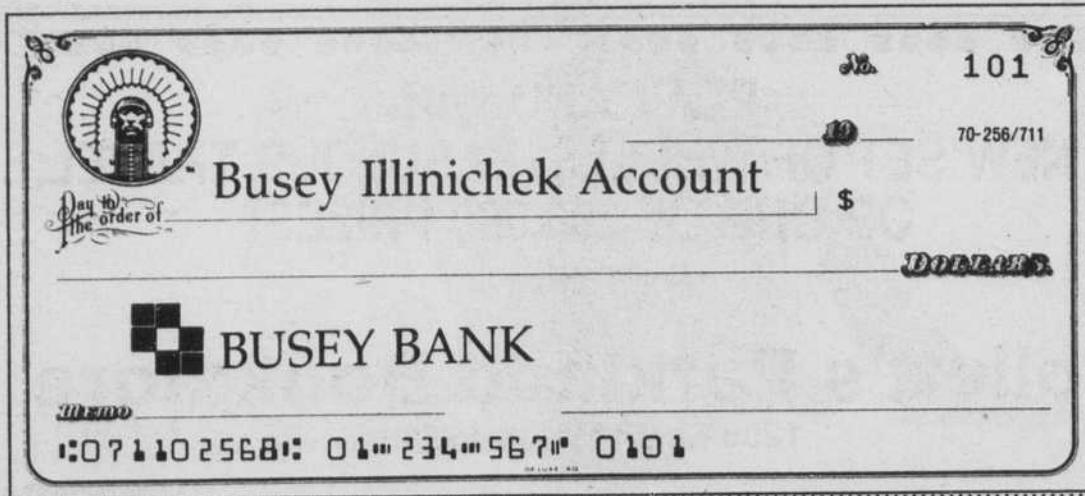 No. 101
19 70-256/711
Busey Illinichek Account
™
Pay to
the order of $
DOLLARS
BUSEY BANK
MEMO
⑆071102568⑆ 01⑉234⑉567⑈ 0101